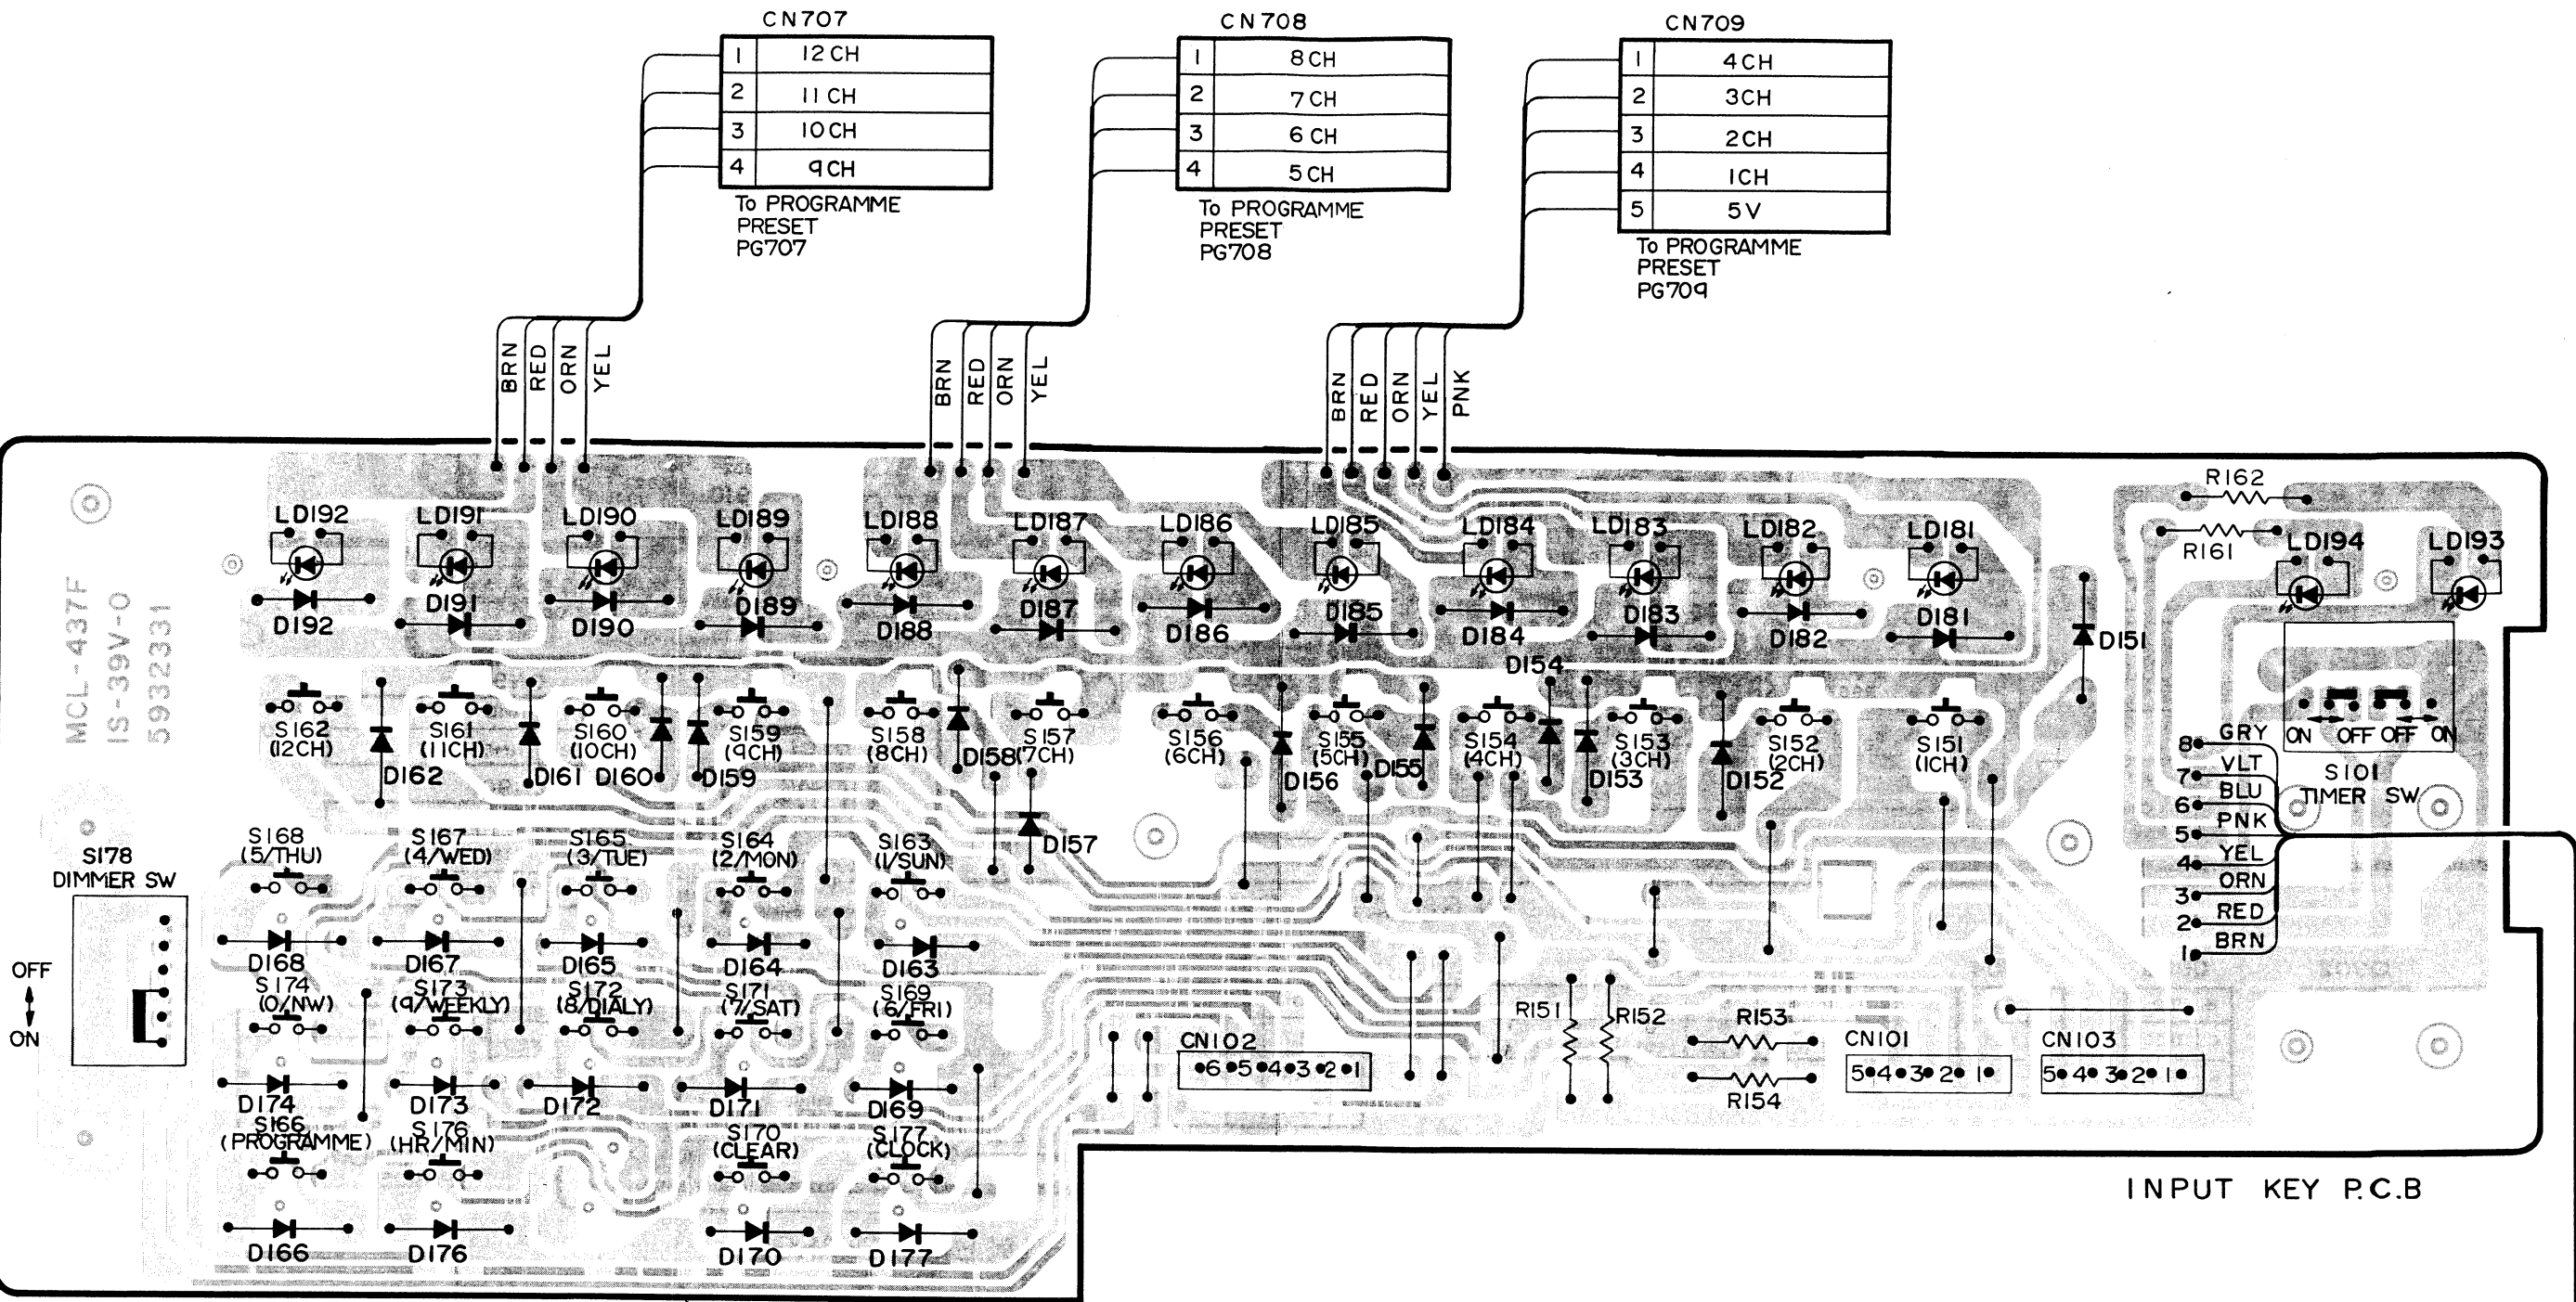 CN707
1 12CH
2 11CH
3 10CH
4 9CH
To PROGRAMME
PRESET
PG707
CN708
1 8CH
2 7CH
3 6CH
4 5CH
To PROGRAMME
PRESET
PG708
CN709
1 4CH
2 3CH
3 2CH
4 1CH
5 5V
To PROGRAMME
PRESET
PG709
BRN RED ORN YEL
BRN RED ORN YEL
BRN RED ORN YEL PNK
MCL-437F
IS-39V-0
5932331
R162
R161
LD192 LD191 LD190 LD189 LD188 LD187 LD186 LD185 LD184 LD183 LD182 LD181 LD194 LD193
D192 D191 D190 D189 D188 D187 D186 D185 D184 D183 D182 D181 D151
D154
S162 S161 S160 S159 S158 S157 S156 S155 S154 S153 S152 S151
(12CH) (11CH) (10CH) (9CH) (8CH) (7CH) (6CH) (5CH) (4CH) (3CH) (2CH) (1CH)
D162 D161 D160 D159 D158 D156 D155 D153 D152
D157
ON OFF OFF ON
S101
TIMER SW
8 GRY
7 VLT
6 BLU
5 PNK
4 YEL
3 ORN
2 RED
1 BRN
S178
DIMMER SW
OFF
ON
S168 S167 S165 S164 S163
(5/THU) (4/WED) (3/TUE) (2/MON) (1/SUN)
D168 D167 D165 D164 D163
S174 S173 S172 S171 S169
(0/NW) (9/WEEKLY) (8/DIALY) (7/SAT) (6/FRI)
D174 D173 D172 D171 D169
S166 S176 S170 S177
(PROGRAMME) (HR/MIN) (CLEAR) (CLOCK)
D166 D176 D170 D177
R151 R152 R153
R154
CN102
6 5 4 3 2 1
CN101
5 4 3 2 1
CN103
5 4 3 2 1
INPUT KEY P.C.B